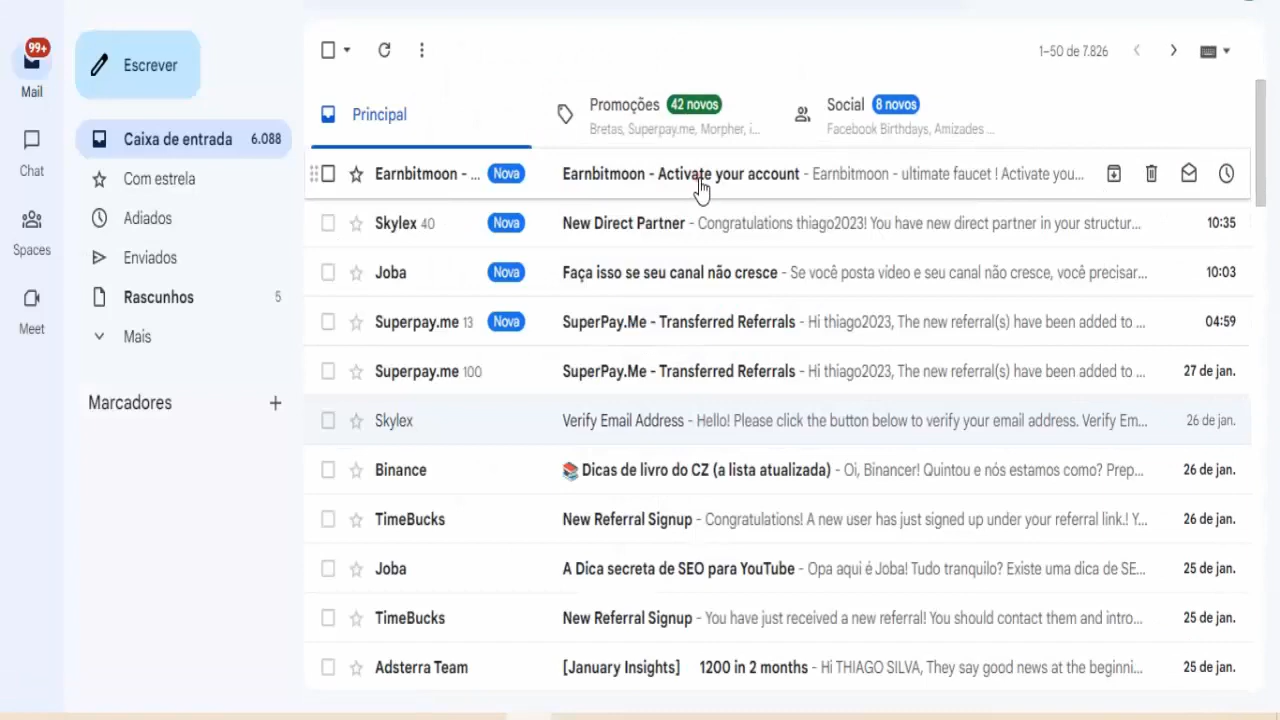 99+
Mail
Chat
Spaces
Meet
Escrever
Caixa de entrada 6.088
Com estrela
Adiados
Enviados
Rascunhos 5
Mais
Marcadores +
1–50 de 7.826
Principal
Promoções 42 novos
Bretas, Superpay.me, Morpher, i...
Social 8 novos
Facebook Birthdays, Amizades ...
Earnbitmoon - ... Nova Earnbitmoon - Activate your account - Earnbitmoon - ultimate faucet ! Activate you...
Skylex 40 Nova New Direct Partner - Congratulations thiago2023! You have new direct partner in your structur... 10:35
Joba Nova Faça isso se seu canal não cresce - Se você posta video e seu canal não cresce, você precisar... 10:03
Superpay.me 13 Nova SuperPay.Me - Transferred Referrals - Hi thiago2023, The new referral(s) have been added to ... 04:59
Superpay.me 100 SuperPay.Me - Transferred Referrals - Hi thiago2023, The new referral(s) have been added to ... 27 de jan.
Skylex Verify Email Address - Hello! Please click the button below to verify your email address. Verify Em... 26 de jan.
Binance 📚 Dicas de livro do CZ (a lista atualizada) - Oi, Binancer! Quintou e nós estamos como? Prep... 26 de jan.
TimeBucks New Referral Signup - Congratulations! A new user has just signed up under your referral link.! Y... 26 de jan.
Joba A Dica secreta de SEO para YouTube - Opa aqui é Joba! Tudo tranquilo? Existe uma dica de SE... 25 de jan.
TimeBucks New Referral Signup - You have just received a new referral! You should contact them and intro... 25 de jan.
Adsterra Team [January Insights] 1200 in 2 months - Hi THIAGO SILVA, They say good news at the beginni... 25 de jan.